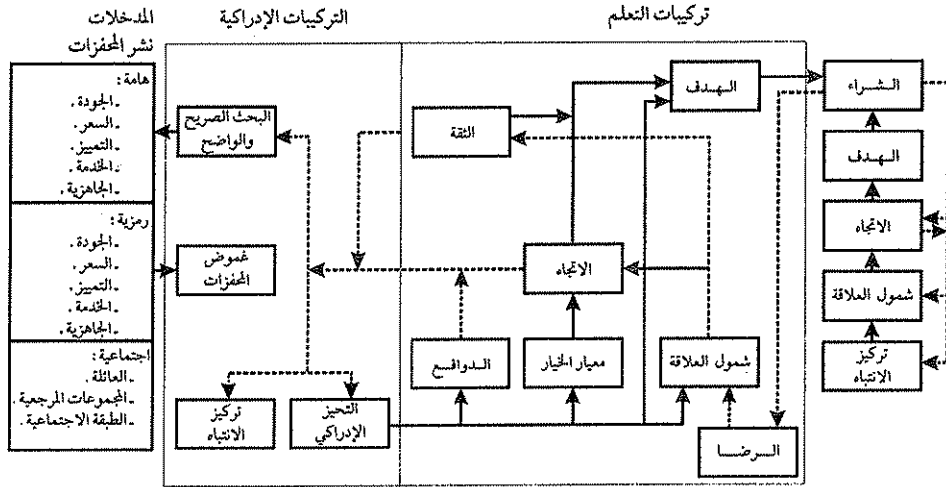 تركيبات التعلم
التركيبات الإدراكية
المدخلات
نشر المحفزات
هامة:
ـ الجودة.
ـ السعر.
ـ التمييز.
ـ الخدمة.
ـ الجاهزية.
رمزية:
ـ الجودة.
ـ السعر.
ـ التمييز.
ـ الخدمة.
ـ الجاهزية.
اجتماعية:
ـ العائلة.
ـ المجموعات المرجعية.
ـ الطبقة الاجتماعية.
البحث الصريح
والواضح
غموض
المحفزات
تركيز
الانتباه
التحيز
الإدراكي
الثقة
الهدف
الاتجاه
الدوافع
معيار الخيار
شمول العلاقة
الرضا
الشراء
الهدف
الاتجاه
شمول العلاقة
تركيز
الانتباه